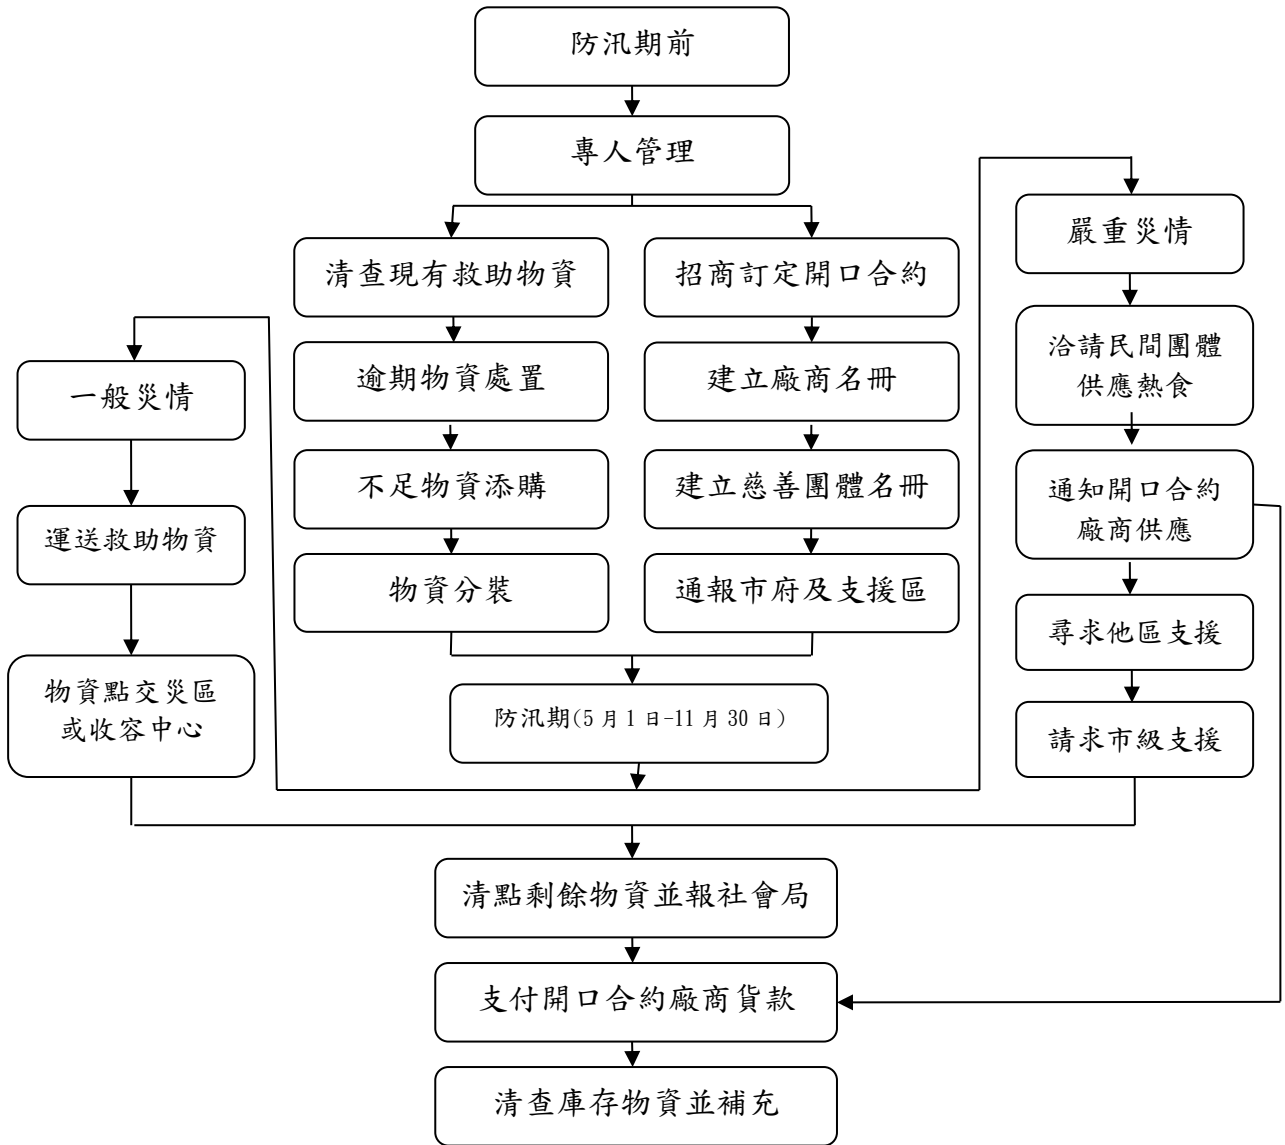 防汛期前
專人管理
清查現有救助物資
逾期物資處置
不足物資添購
物資分裝
招商訂定開口合約
建立廠商名冊
建立慈善團體名冊
通報市府及支援區
防汛期(5月1日-11月30日)
一般災情
運送救助物資
物資點交災區
或收容中心
嚴重災情
洽請民間團體
供應熱食
通知開口合約
廠商供應
尋求他區支援
請求市級支援
清點剩餘物資並報社會局
支付開口合約廠商貨款
清查庫存物資並補充